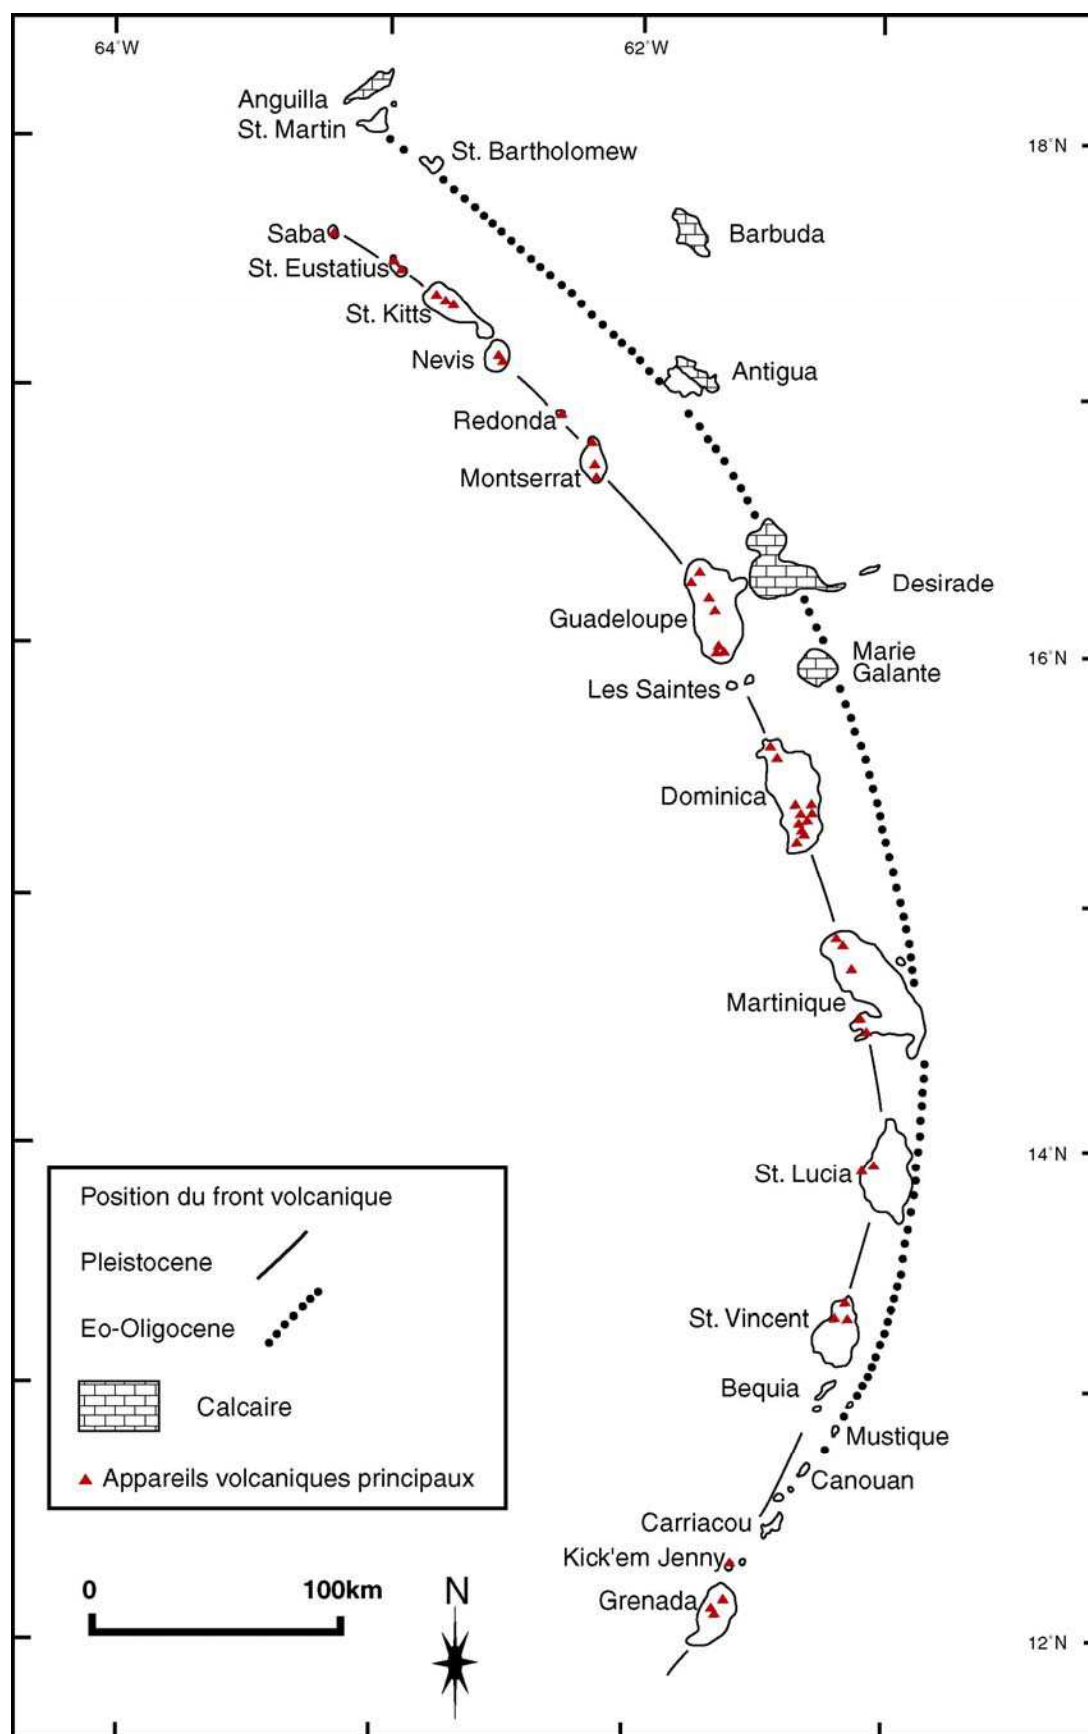 64°W
62°W
Anguilla
St. Martin
18°N
St. Bartholomew
Saba
Barbuda
St. Eustatius
St. Kitts
Nevis
Antigua
Redonda
Montserrat
Desirade
Guadeloupe
Marie
Galante
16°N
Les Saintes
Dominica
Martinique
14°N
St. Lucia
Position du front volcanique
Pleistocene
St. Vincent
Eo-Oligocene
Bequia
Calcaire
Mustique
Appareils volcaniques principaux
Canouan
Carriacou
Kick'em Jenny
0
100km
N
Grenada
12°N